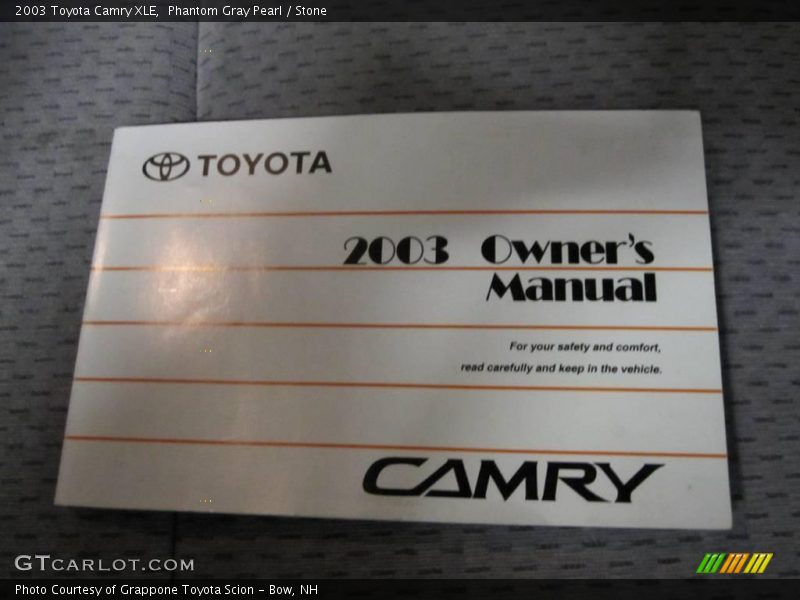 2003 Toyota Camry XLE,  Phantom Gray Pearl / Stone
TOYOTA
2003 Owner's
Manual
For your safety and comfort,
read carefully and keep in the vehicle.
CAMRY
GTCARLOT.COM
Photo Courtesy of Grappone Toyota Scion - Bow, NH